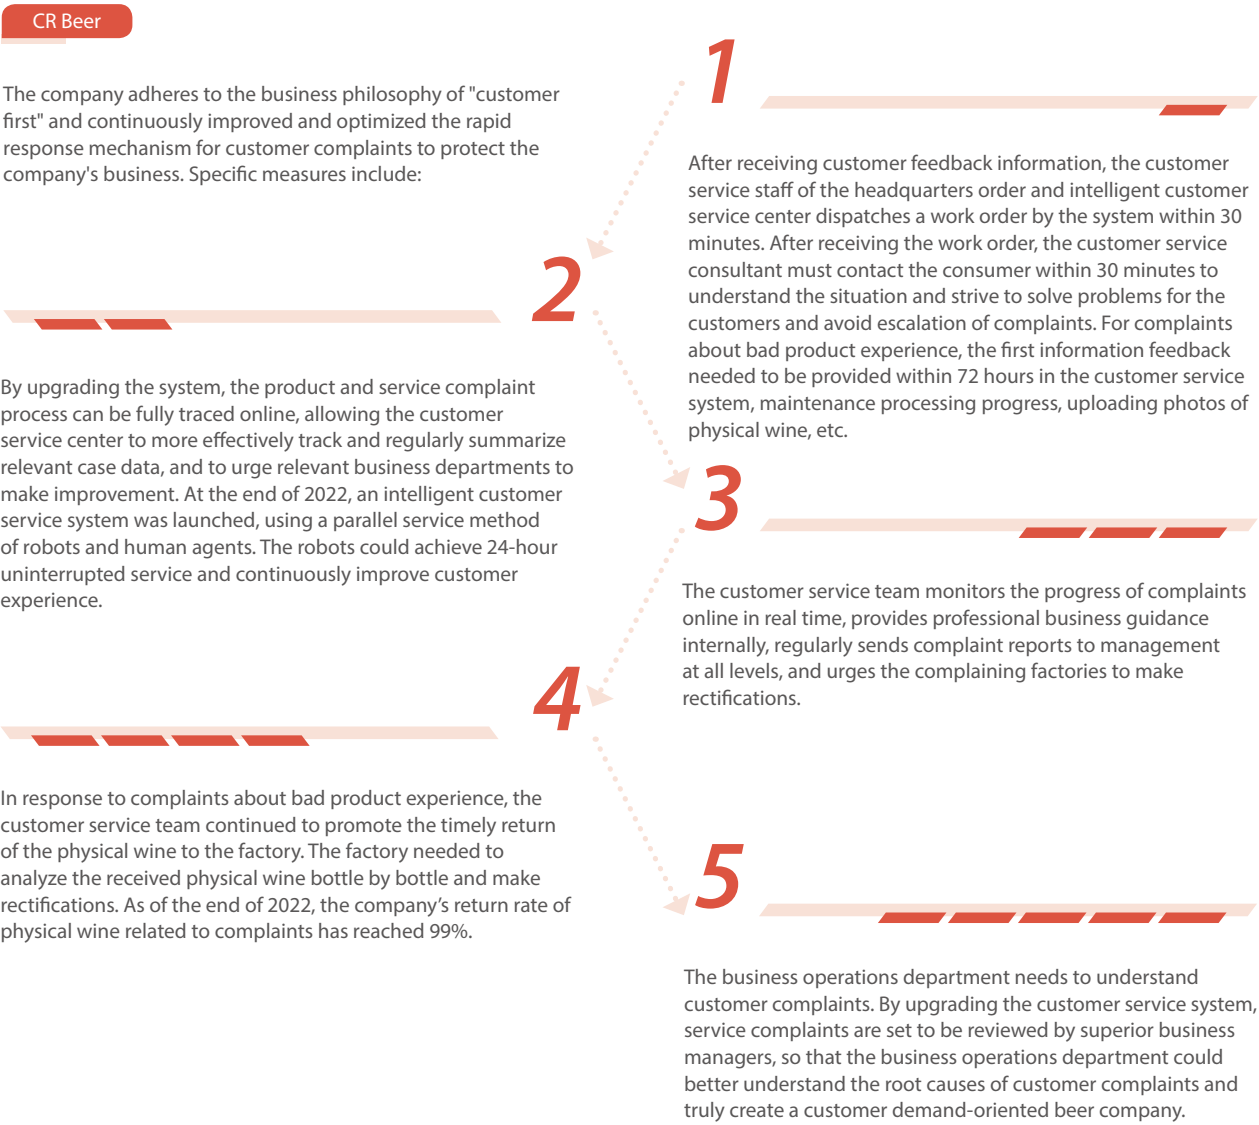 CR Beer
The company adheres to the business philosophy of "customer
first" and continuously improved and optimized the rapid
response mechanism for customer complaints to protect the
company's business. Specific measures include:
1
After receiving customer feedback information, the customer
service staff of the headquarters order and intelligent customer
service center dispatches a work order by the system within 30
minutes. After receiving the work order, the customer service
consultant must contact the consumer within 30 minutes to
understand the situation and strive to solve problems for the
customers and avoid escalation of complaints. For complaints
about bad product experience, the first information feedback
needed to be provided within 72 hours in the customer service
system, maintenance processing progress, uploading photos of
physical wine, etc.
2
By upgrading the system, the product and service complaint
process can be fully traced online, allowing the customer
service center to more effectively track and regularly summarize
relevant case data, and to urge relevant business departments to
make improvement. At the end of 2022, an intelligent customer
service system was launched, using a parallel service method
of robots and human agents. The robots could achieve 24-hour
uninterrupted service and continuously improve customer
experience.
3
The customer service team monitors the progress of complaints
online in real time, provides professional business guidance
internally, regularly sends complaint reports to management
at all levels, and urges the complaining factories to make
rectifications.
4
In response to complaints about bad product experience, the
customer service team continued to promote the timely return
of the physical wine to the factory. The factory needed to
analyze the received physical wine bottle by bottle and make
rectifications. As of the end of 2022, the company’s return rate of
physical wine related to complaints has reached 99%.
5
The business operations department needs to understand
customer complaints. By upgrading the customer service system,
service complaints are set to be reviewed by superior business
managers, so that the business operations department could
better understand the root causes of customer complaints and
truly create a customer demand-oriented beer company.